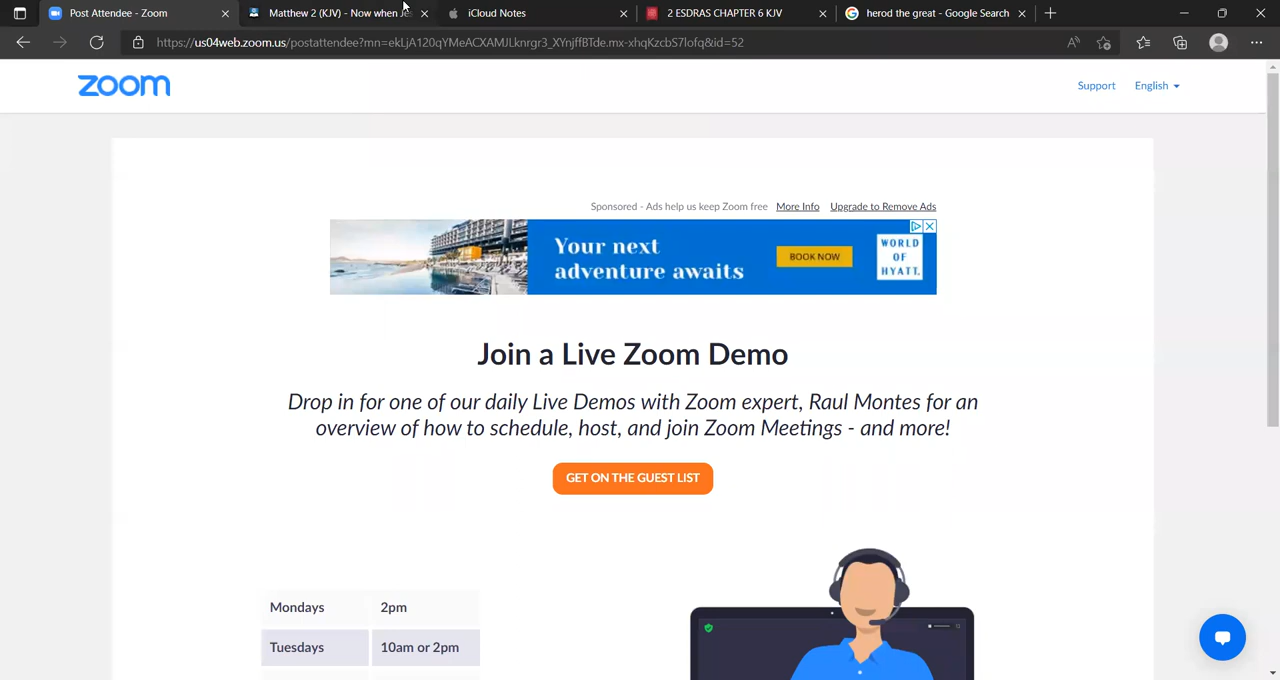 Post Attendee - Zoom
Matthew 2 (KJV) - Now when Jes
iCloud Notes
2 ESDRAS CHAPTER 6 KJV
herod the great - Google Search
https://us04web.zoom.us/postattendee?mn=ekLjA120qYMeACXAMJLknrgr3_XYnjffBTde.mx-xhqKzcbS7lofq&id=52
zoom
Support
English
Sponsored - Ads help us keep Zoom free More Info Upgrade to Remove Ads
Your next
adventure awaits
BOOK NOW
WORLD
OF
HYATT.
Join a Live Zoom Demo
Drop in for one of our daily Live Demos with Zoom expert, Raul Montes for an
overview of how to schedule, host, and join Zoom Meetings - and more!
GET ON THE GUEST LIST
Mondays 2pm
Tuesdays 10am or 2pm